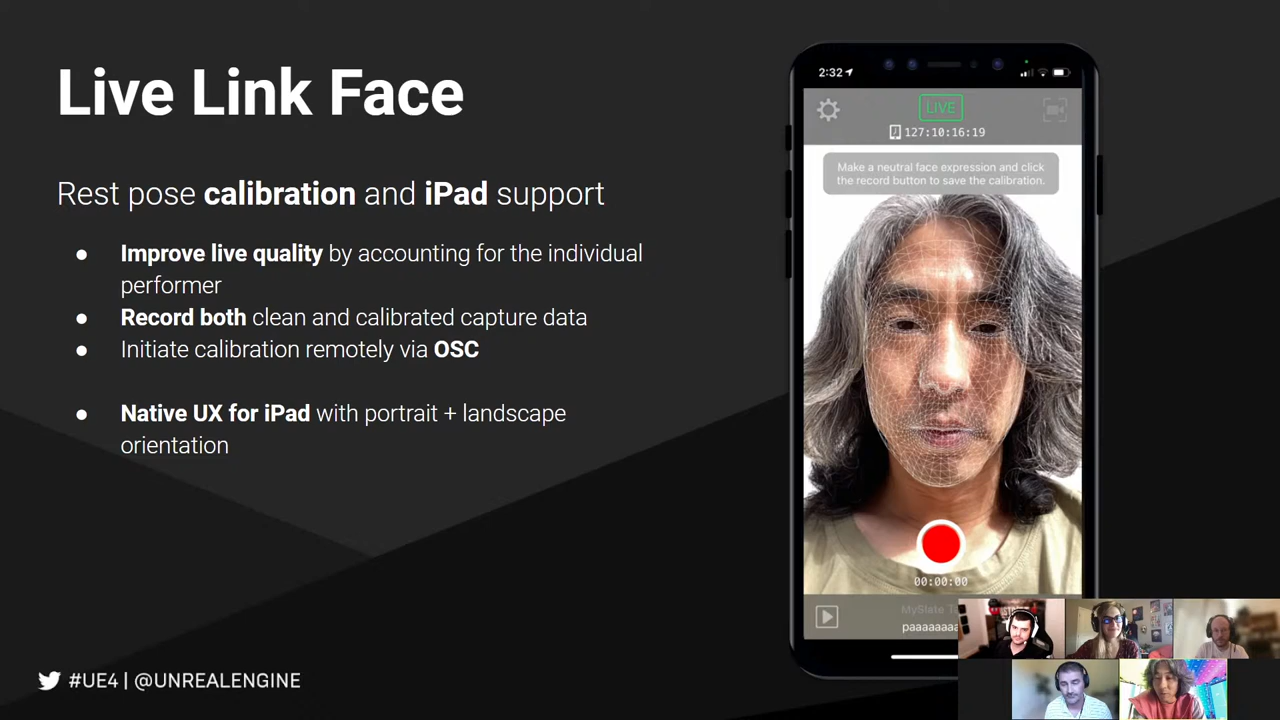 Live Link Face
Rest pose calibration and iPad support
● Improve live quality by accounting for the individual
performer
● Record both clean and calibrated capture data
● Initiate calibration remotely via OSC
● Native UX for iPad with portrait + landscape
orientation
#UE4 | @UNREALENGINE
2:32
LIVE
127:10:16:19
Make a neutral face expression and click
the record button to save the calibration.
00:00:00
MySlate